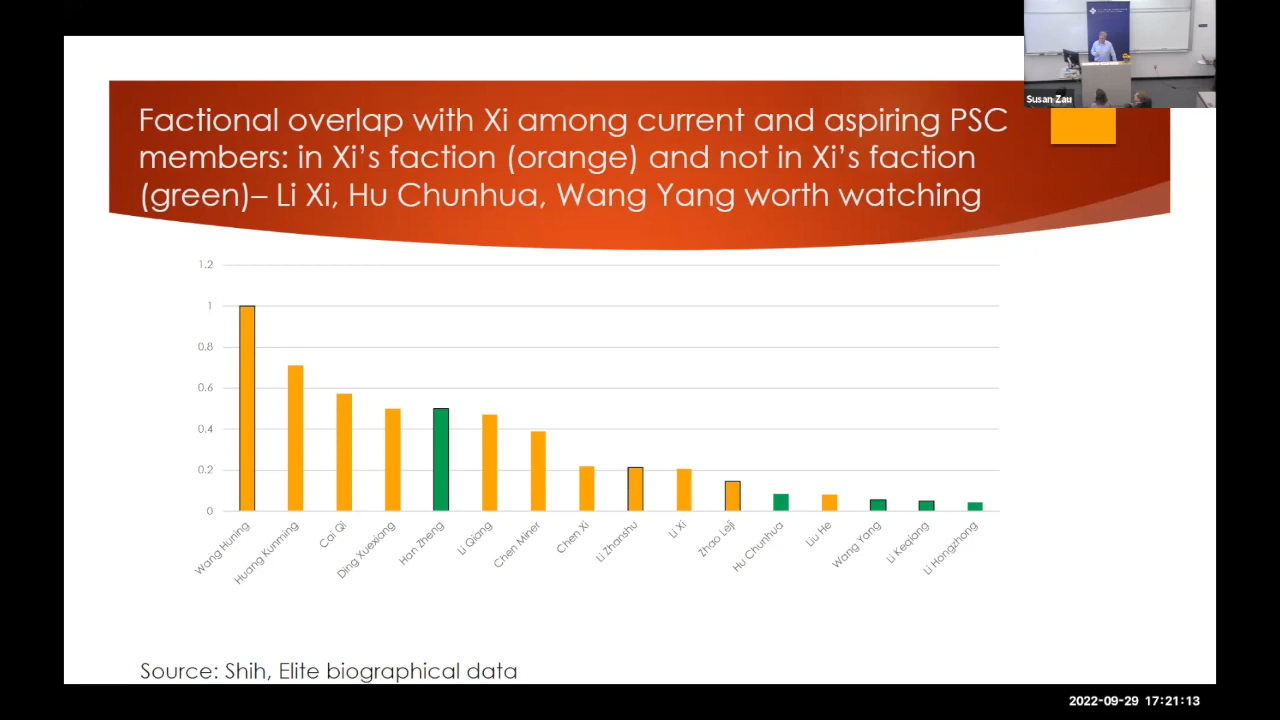 Factional overlap with Xi among current and aspiring PSC
members: in Xi's faction (orange) and not in Xi's faction
(green)– Li Xi, Hu Chunhua, Wang Yang worth watching
Susan Zau
1.2
1
0.8
0.6
0.4
0.2
0
Wang Huning
Huang Kunming
Cai Qi
Ding Xuexiang
Han Zheng
Li Qiang
Chen Miner
Chen Xi
Li Zhanshu
Li Xi
Zhao Leji
Hu Chunhua
Liu He
Wang Yang
Li Keqiang
Li Hongzhong
Source: Shih, Elite biographical data
2022-09-29 17:21:13